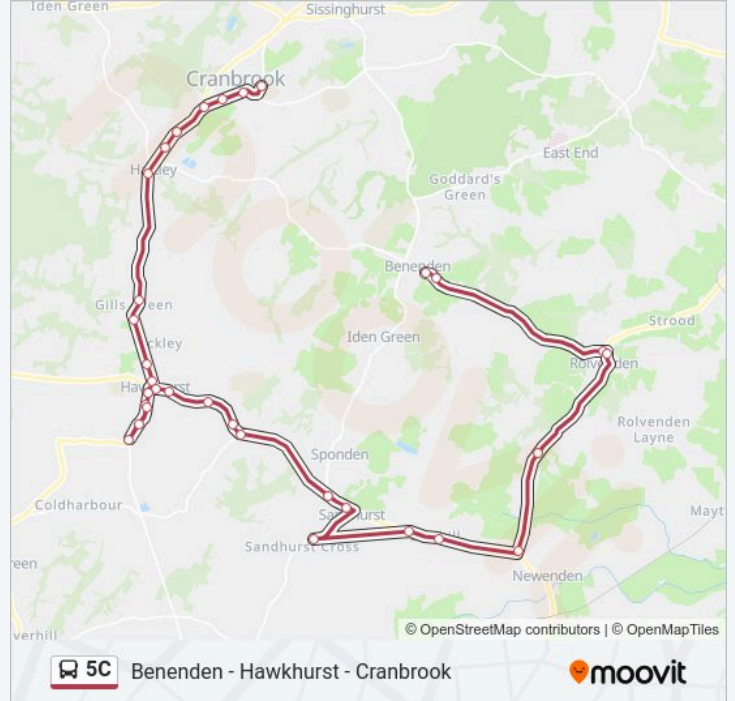 Iden Green
Sissinghurst
Cranbrook
East End
Goddard's
Green
Benenden
Strood
Iden Green
Rolvenden
Layne
Sponden
Coldharbour
Sandhurst Cross
Newenden
© OpenStreetMap contributors | © OpenMapTiles
5C Benenden - Hawkhurst - Cranbrook moovit